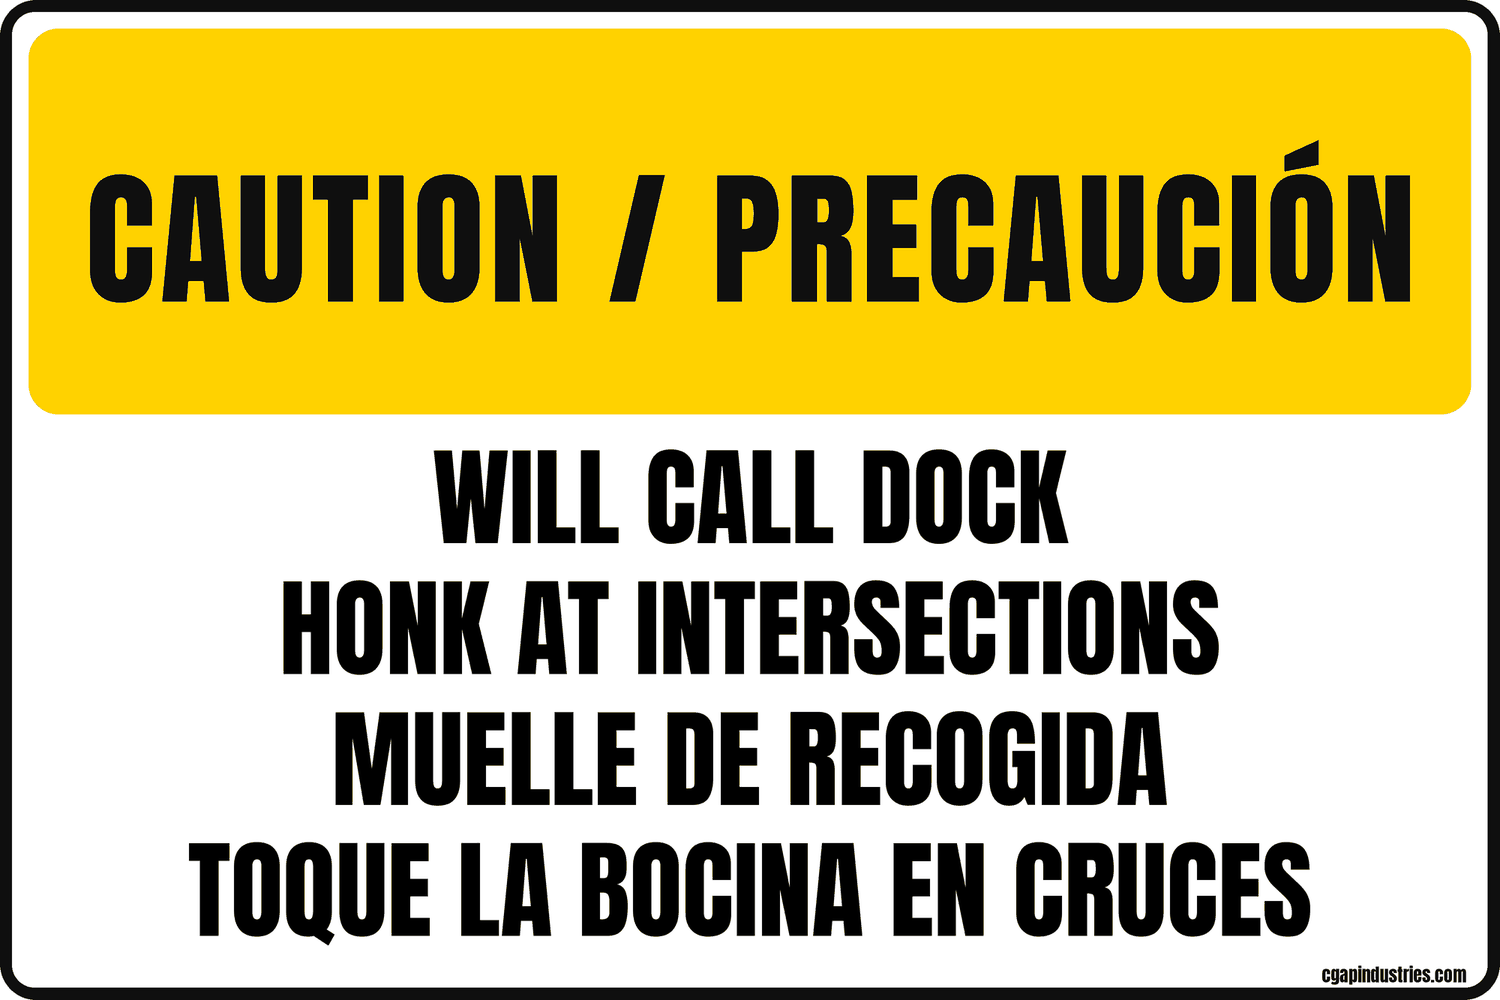 CAUTION / PRECAUCIÓN
WILL CALL DOCK
HONK AT INTERSECTIONS
MUELLE DE RECOGIDA
TOQUE LA BOCINA EN CRUCES
cgapindustries.com